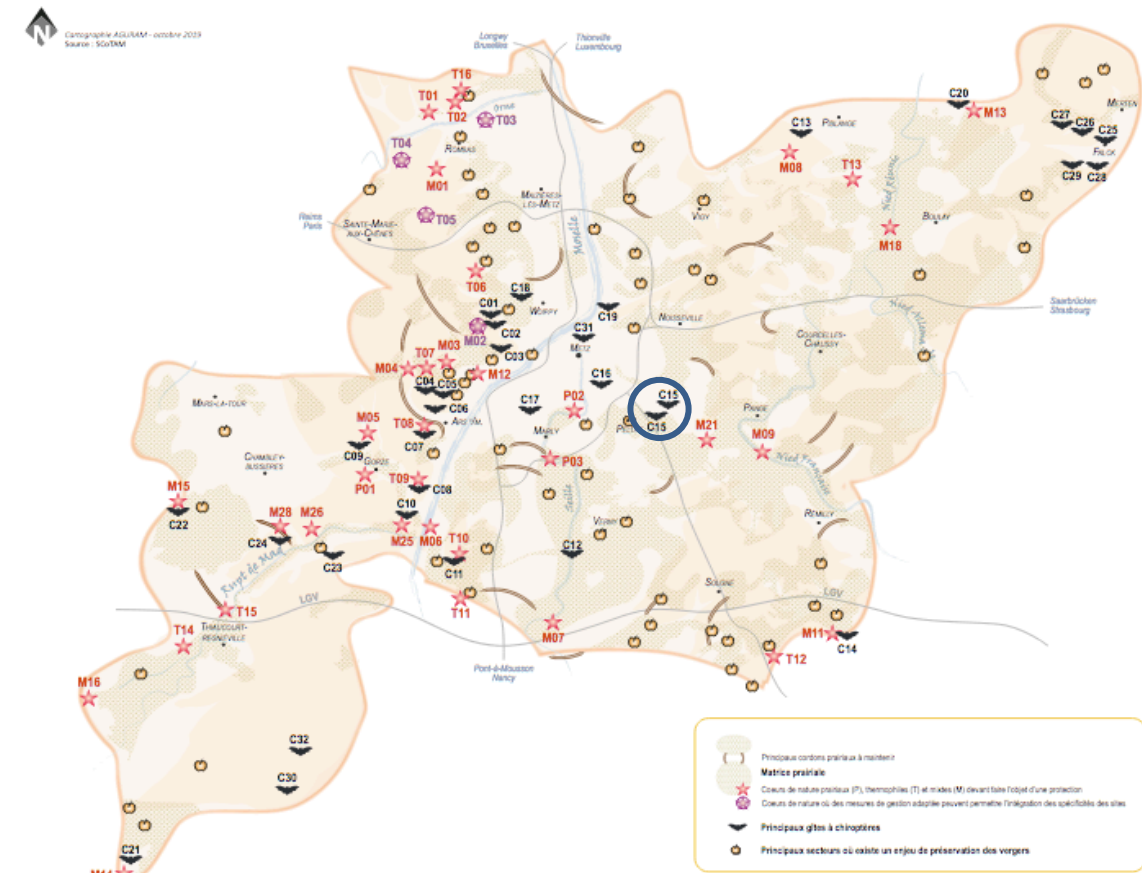 N
Cartographie AGURAM - octobre 2019
Source : SCoTAM
Longwy
Bruxelles
Thionville
Luxembourg
T16
T01
T02
T03
Orne
T04
ROMBAS
M01
T05
MAIZIÈRES-
LES-METZ
Reims
Paris
SAINTE-MARIE-
AUX-CHÊNES
Moselle
VIGY
C13
PIBLANGE
M08
T13
C20
M13
Nied Réunie
M18
BOULAY
C27
C26
C25
MERTEN
FALCK
C29
C28
T06
C18
C01
WOIPPY
C02
M02
C03
C19
C31
METZ
NOISSEVILLE
Saarbrücken
Strasbourg
COURCELLES-
CHAUSSY
M03
T07
M04
M12
C04
C05
C06
C16
C17
P02
C15
C15
MARS-LA-TOUR
M05
T08
C07
C09
GORZE
P01
MARLY
M21
PANGE
M09
Nied Française
CHAMBLEY-
BUSSIÈRES
P03
T09
C08
C10
M15
C22
M28
M26
C24
C23
M25
M06
T10
C11
Seille
VERNY
C12
RÉMILLY
Rupt de Mad
LGV
T15
T11
SOLGNE
LGV
M07
T14
THIAUCOURT-
REGNIÉVILLE
M11
C14
T12
Pont-à-Mousson
Nancy
M16
C32
C30
C21
Principaux cordons prairiaux à maintenir
Matrice prairiale
Coeurs de nature prairiaux (P), thermophiles (T) et mixtes (M) devant faire l'objet d'une protection
Coeurs de nature où des mesures de gestion adaptée peuvent permettre l'intégration des spécificités des sites
Principaux gîtes à chiroptères
Principaux secteurs où existe un enjeu de préservation des vergers